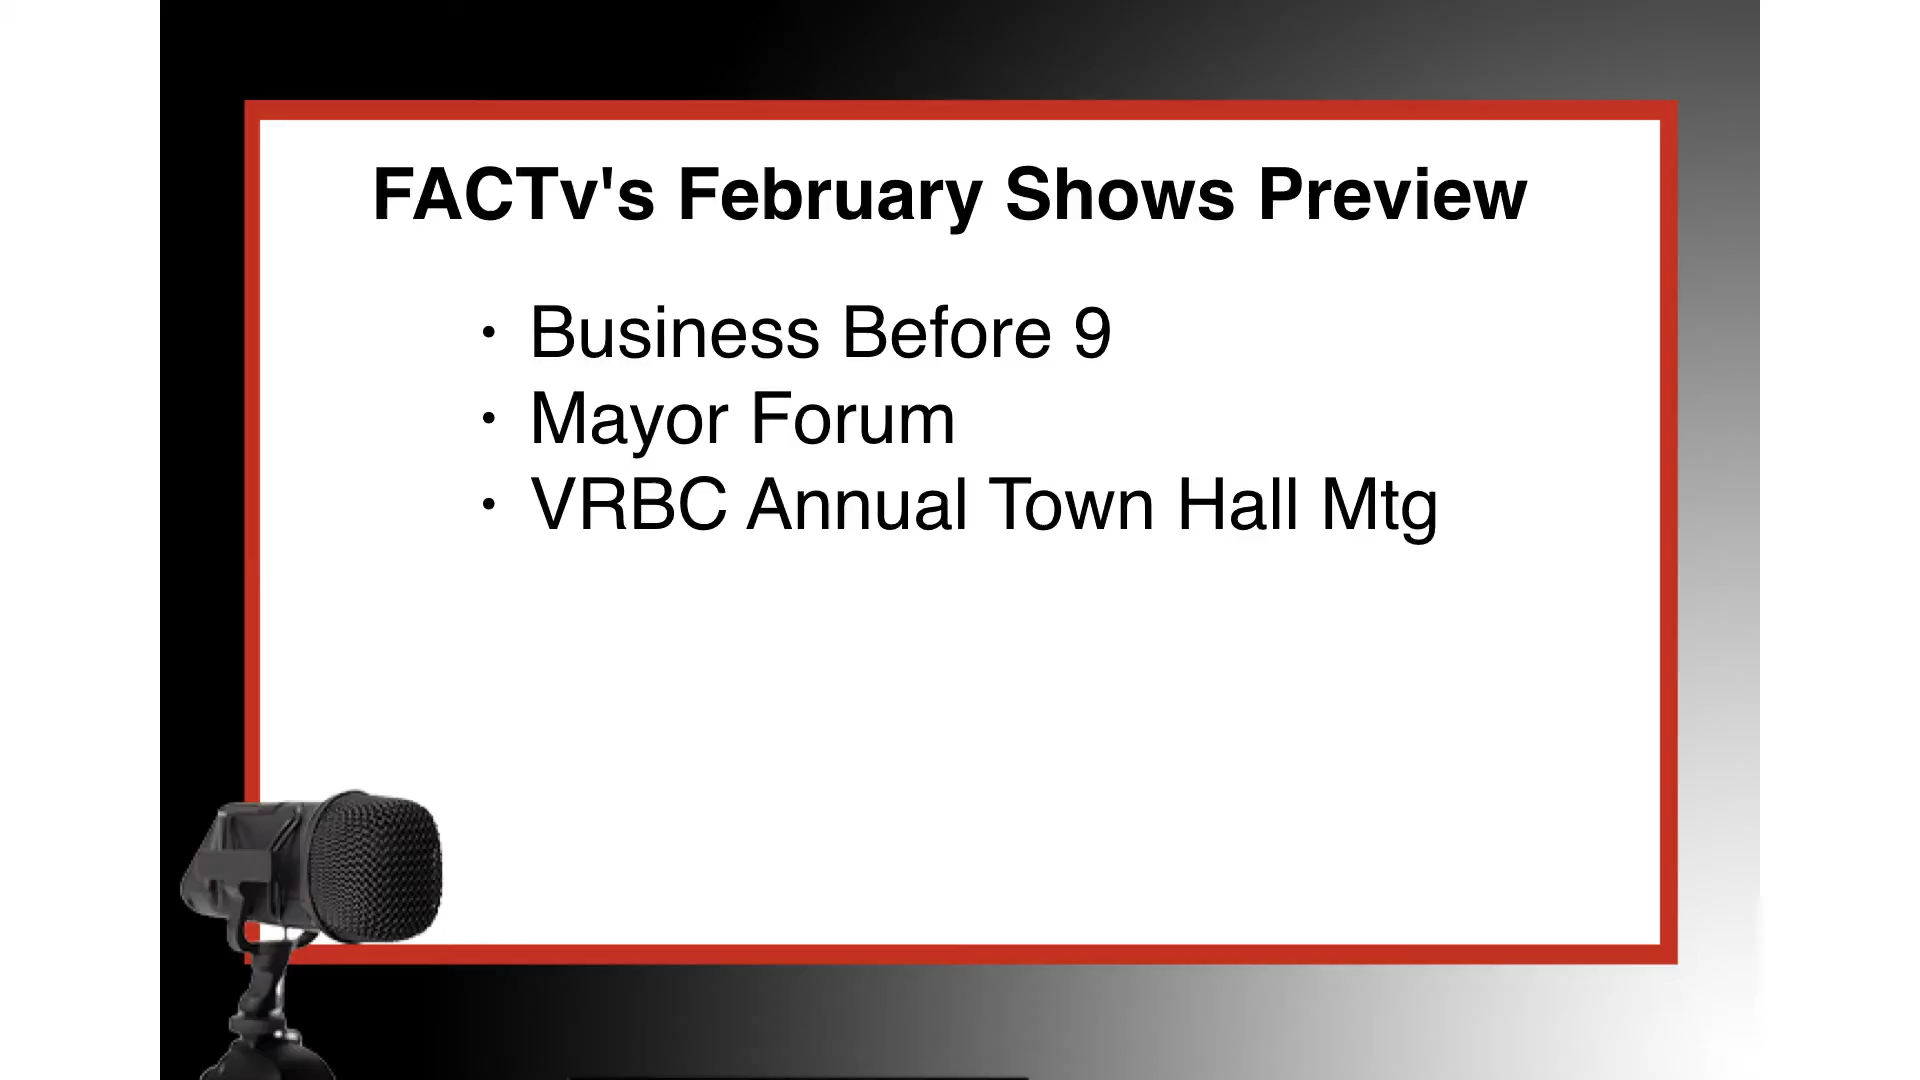 FACTv's February Shows Preview
· Business Before 9
· Mayor Forum
· VRBC Annual Town Hall Mtg